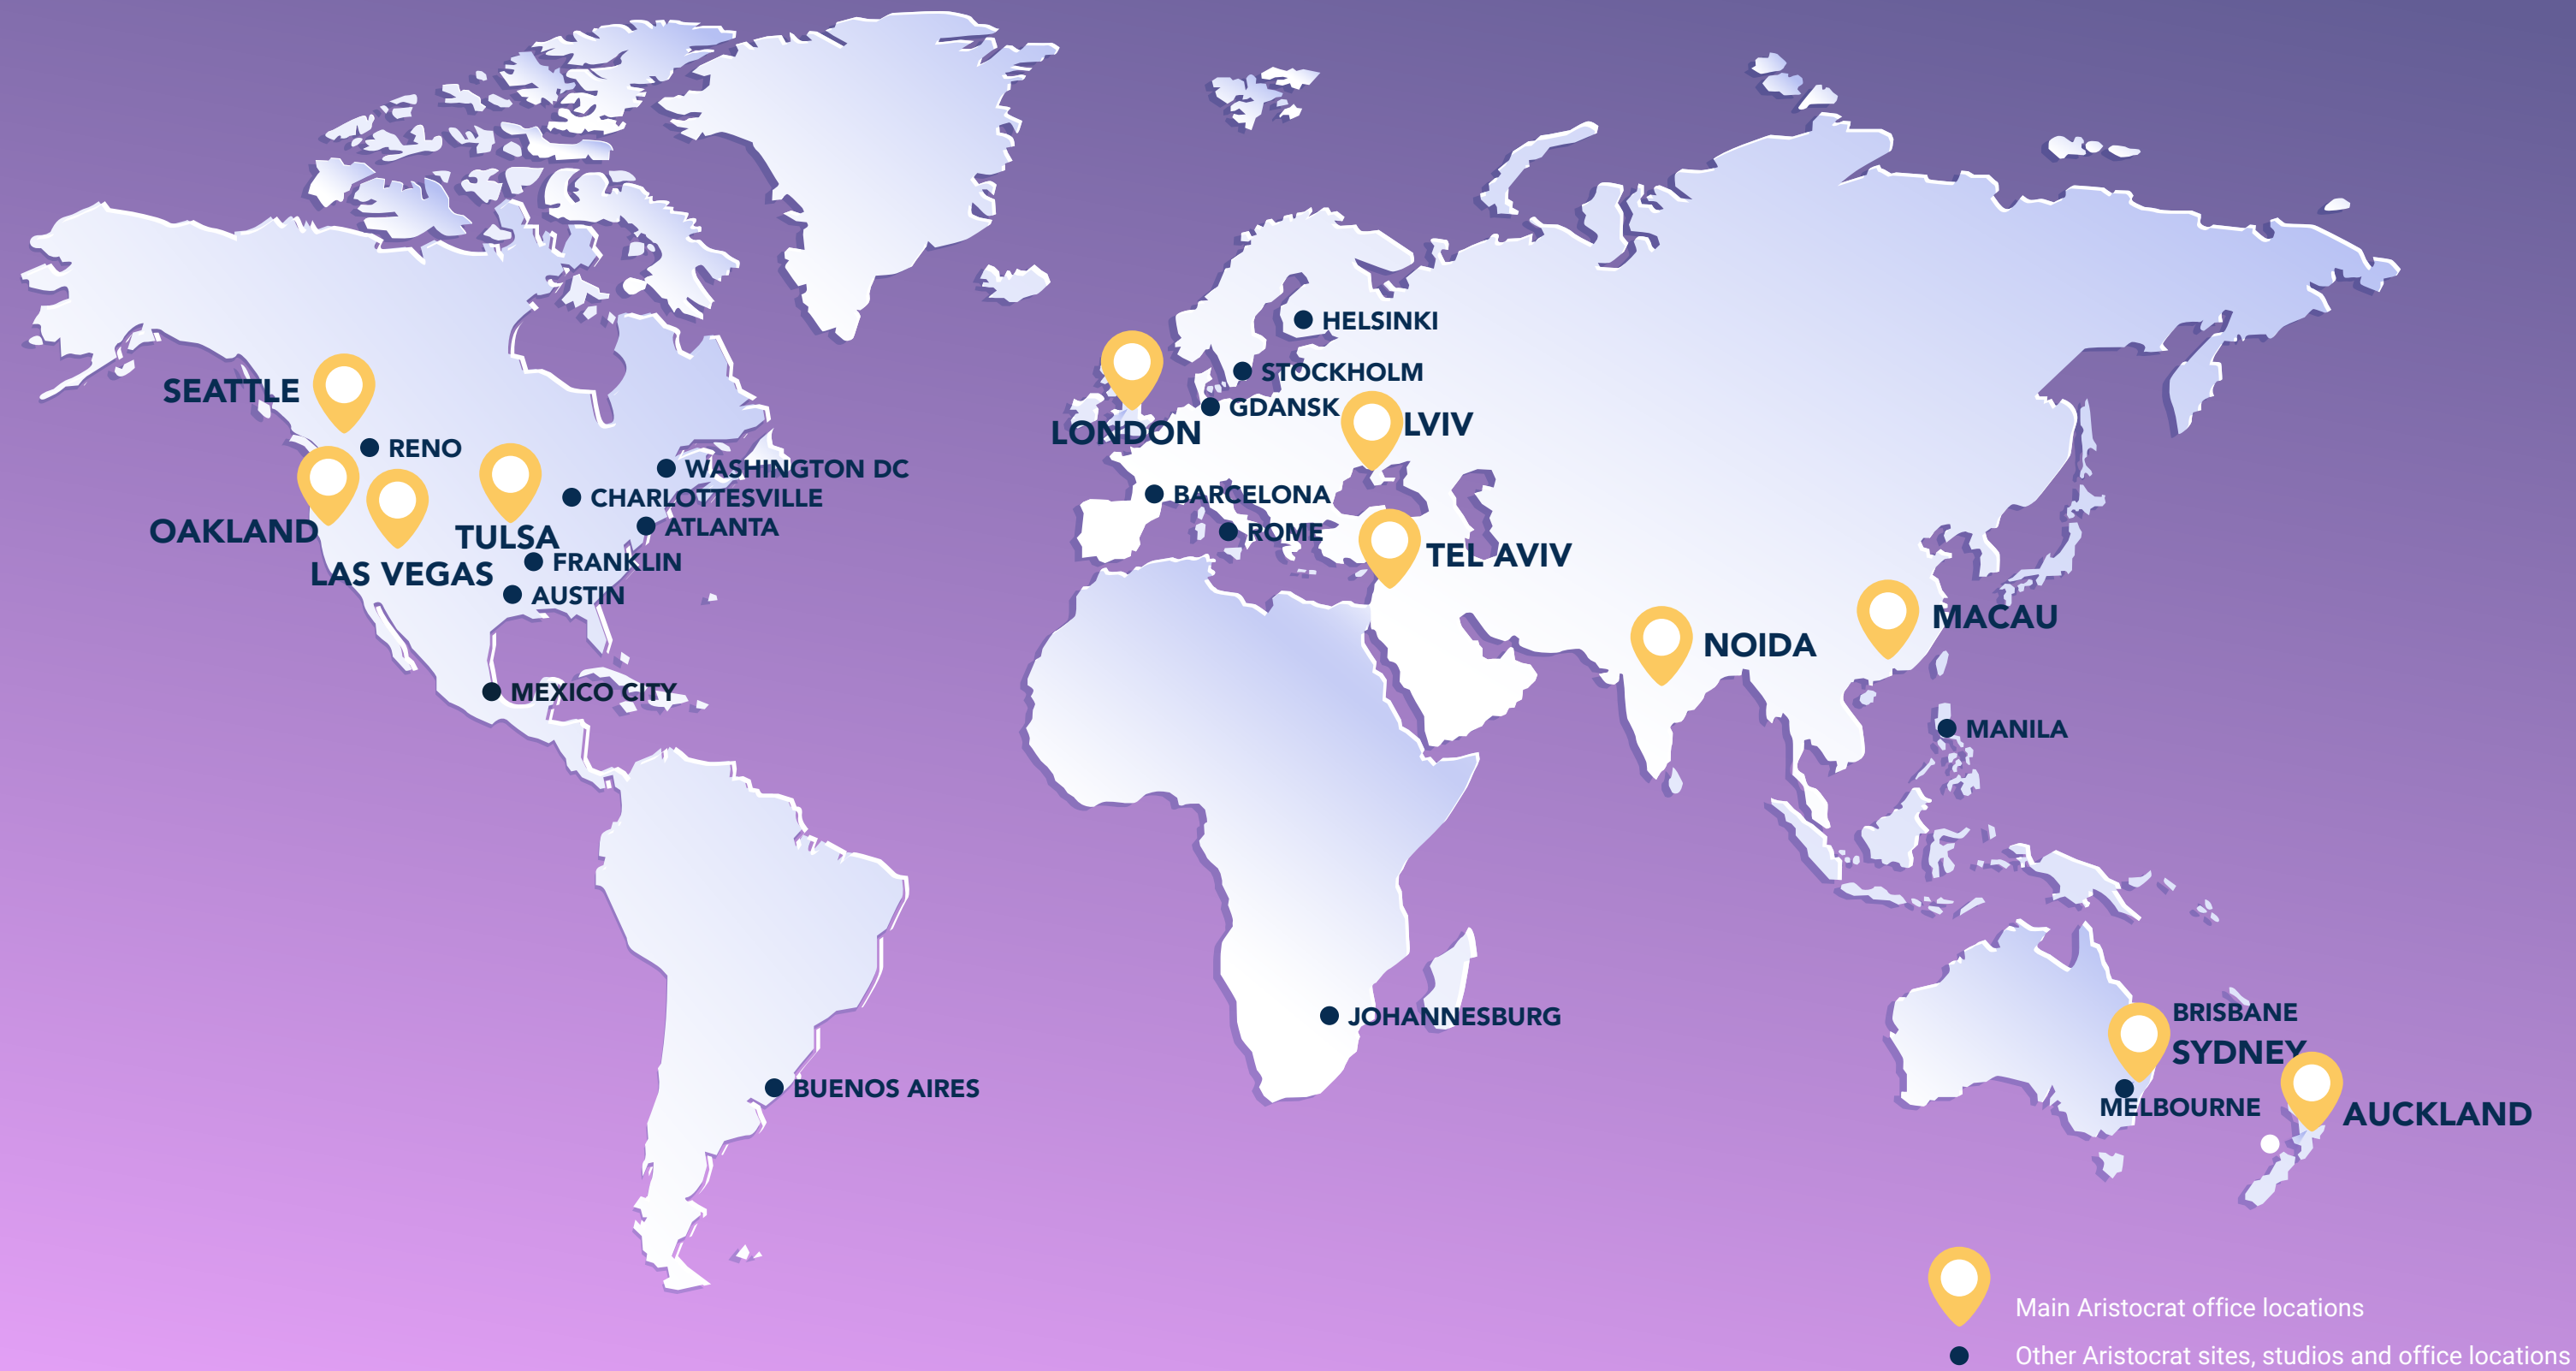 HELSINKI
STOCKHOLM
SEATTLE
GDANSK
LVIV
LONDON
RENO
WASHINGTON DC
BARCELONA
CHARLOTTESVILLE
OAKLAND
ATLANTA
ROME
TULSA
TEL AVIV
FRANKLIN
LAS VEGAS
AUSTIN
MACAU
NOIDA
MEXICO CITY
MANILA
BRISBANE
JOHANNESBURG
SYDNEY
BUENOS AIRES
MELBOURNE
AUCKLAND
Main Aristocrat office locations
Other Aristocrat sites, studios and office locations